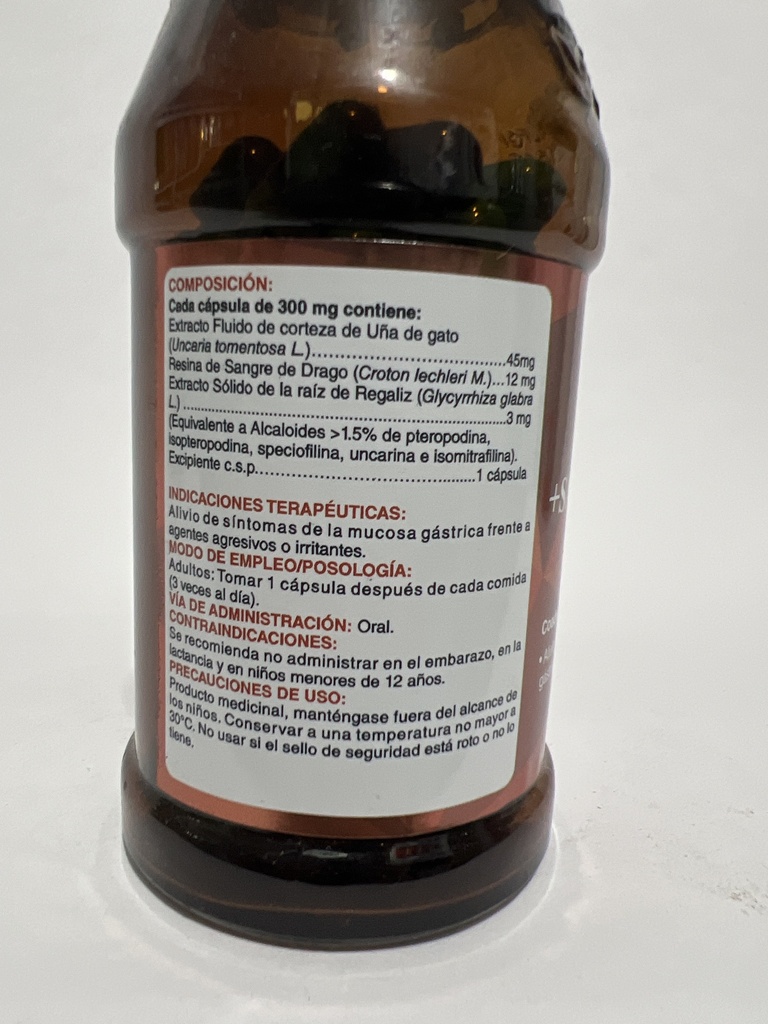 COMPOSICIÓN:
Cada cápsula de 300 mg contiene:
Extracto Fluido de corteza de Uña de gato
(Uncaria tomentosa L.)..........................................45mg
Resina de Sangre de Drago (Croton lechleri M.)...12 mg
Extracto Sólido de la raíz de Regaliz (Glycyrrhiza glabra
L.)......................................................................3 mg
(Equivalente a Alcaloides >1.5% de pteropodina,
isopteropodina, speciofilina, uncarina e isomitrafilina).
Excipiente c.s.p................................................1 cápsula
INDICACIONES TERAPÉUTICAS:
Alivio de síntomas de la mucosa gástrica frente a
agentes agresivos o irritantes.
MODO DE EMPLEO/POSOLOGÍA:
Adultos: Tomar 1 cápsula después de cada comida
(3 veces al día).
VÍA DE ADMINISTRACIÓN: Oral.
CONTRAINDICACIONES:
Se recomienda no administrar en el embarazo, en la
lactancia y en niños menores de 12 años.
PRECAUCIONES DE USO:
Producto medicinal, manténgase fuera del alcance de
los niños. Conservar a una temperatura no mayor a
30°C. No usar si el sello de seguridad está roto o no lo
tiene.